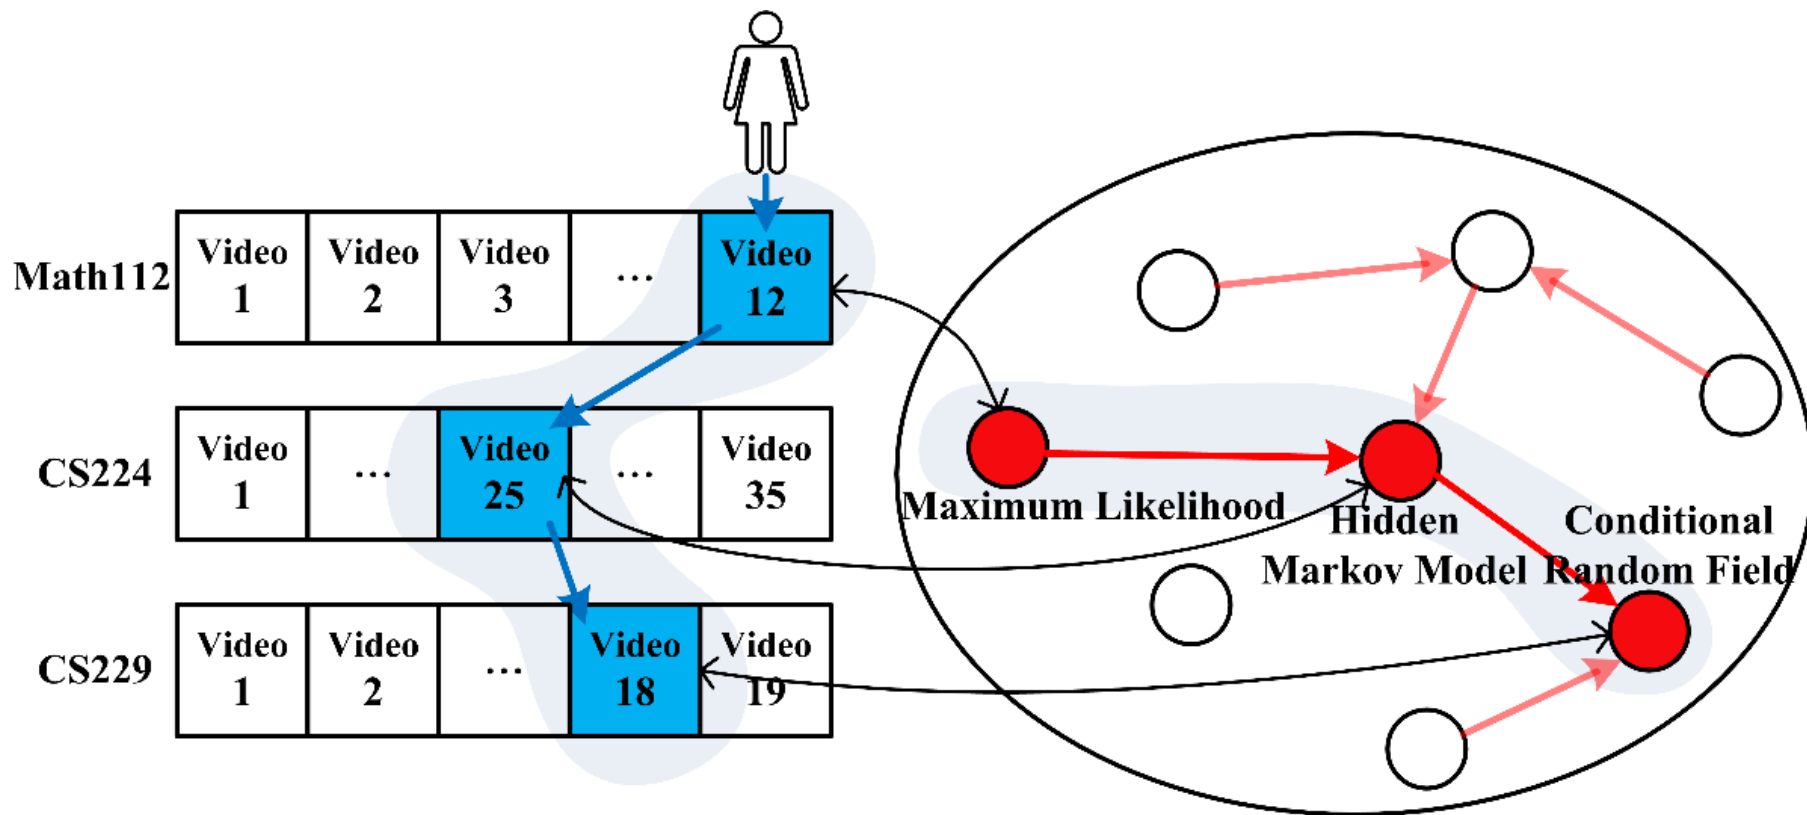 Math112
Video 1
Video 2
Video 3
...
Video 12
CS224
Video 1
...
Video 25
...
Video 35
CS229
Video 1
Video 2
...
Video 18
Video 19
Maximum Likelihood
Hidden
Markov Model
Conditional
Random Field